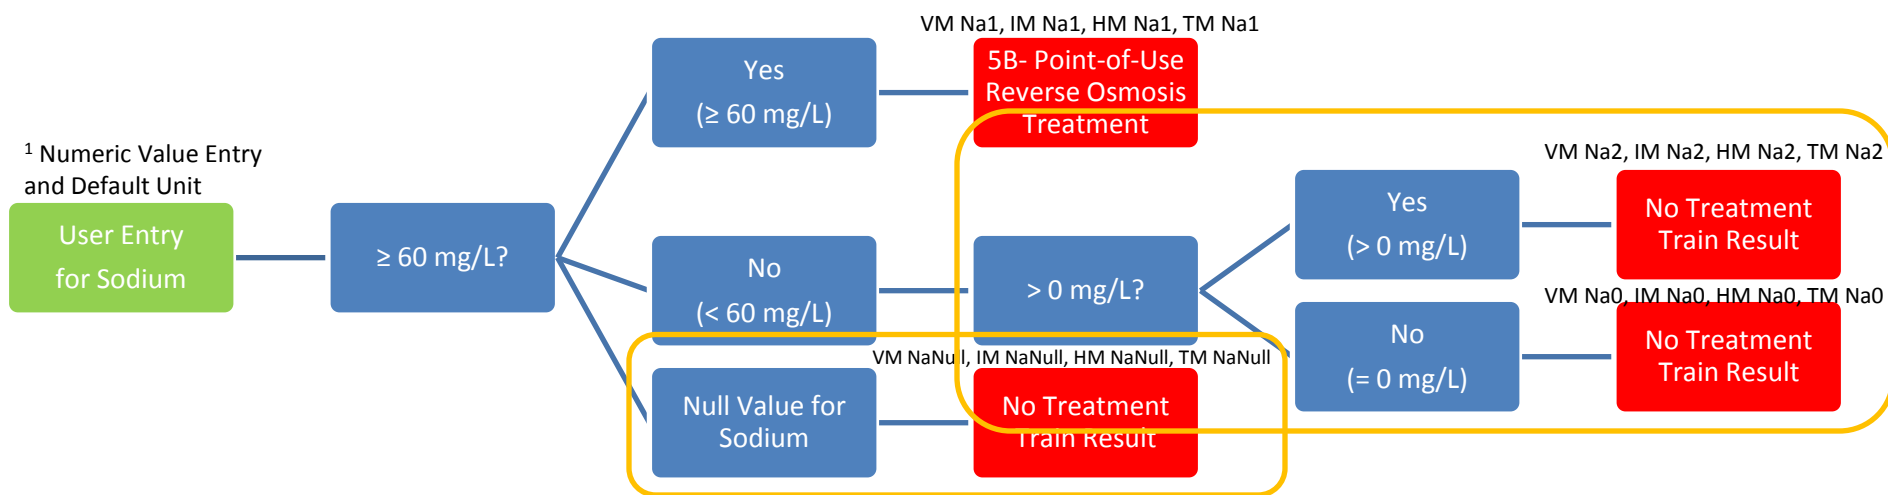 VM Na1, IM Na1, HM Na1, TM Na1
Yes
(≥ 60 mg/L)
5B- Point-of-Use
Reverse Osmosis
Treatment
¹ Numeric Value Entry
and Default Unit
User Entry
for Sodium
≥ 60 mg/L?
No
(< 60 mg/L)
> 0 mg/L?
Yes
(> 0 mg/L)
VM Na2, IM Na2, HM Na2, TM Na2
No Treatment
Train Result
VM Na0, IM Na0, HM Na0, TM Na0
No
(= 0 mg/L)
No Treatment
Train Result
VM NaNull, IM NaNull, HM NaNull, TM NaNull
Null Value for
Sodium
No Treatment
Train Result